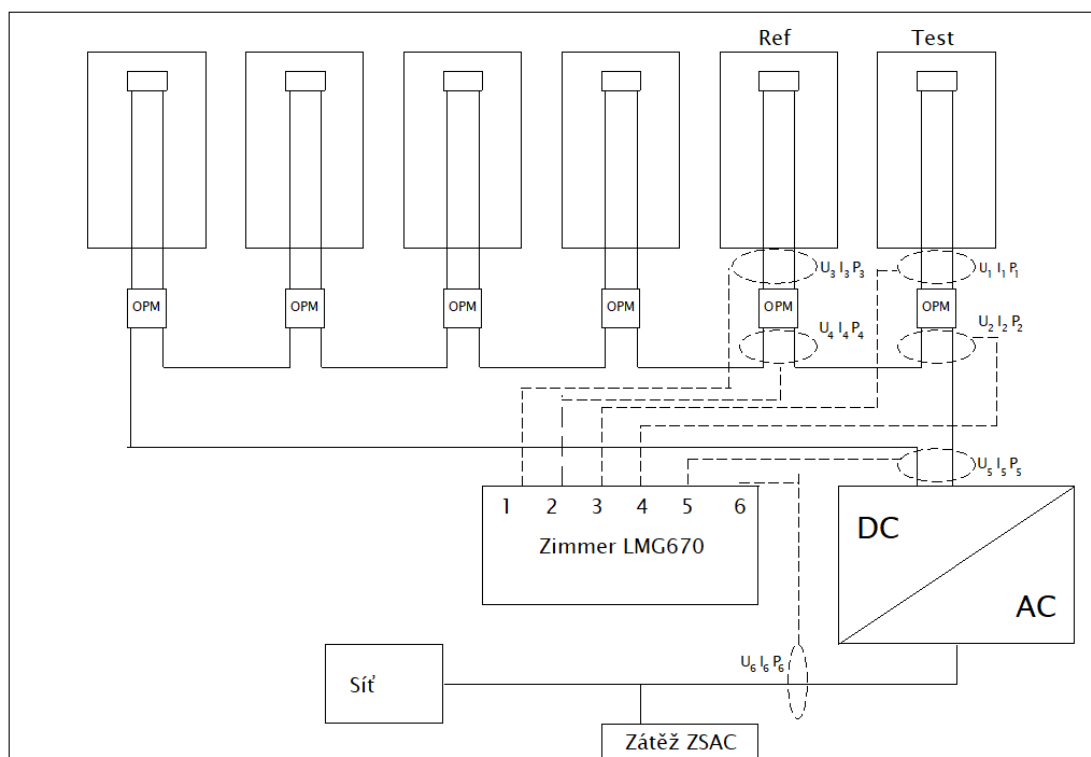 Ref Test
U3 I3 P3 U1 I1 P1
OPM OPM OPM OPM OPM OPM
U4 I4 P4 U2 I2 P2
U5 I5 P5
1 2 3 4 5 6
Zimmer LMG670
DC
AC
U6 I6 P6
Síť
Zátěž ZSAC